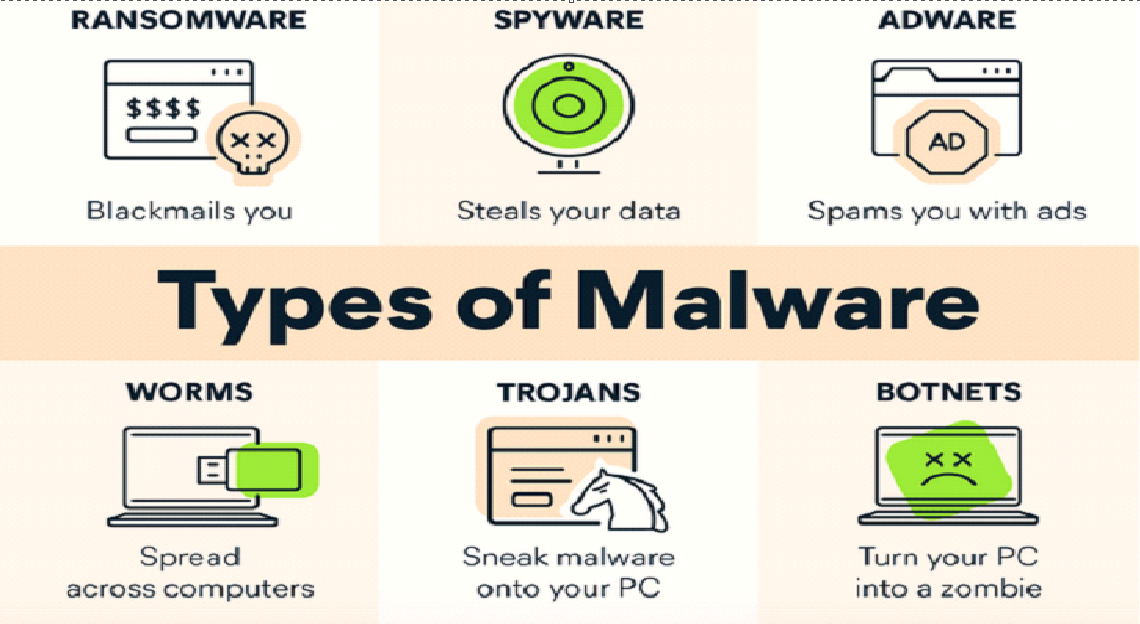 RANSOMWARE
SPYWARE
ADWARE
$$$$
AD
Blackmails you
Steals your data
Spams you with ads
Types of Malware
WORMS
TROJANS
BOTNETS
Spread
across computers
Sneak malware
onto your PC
Turn your PC
into a zombie